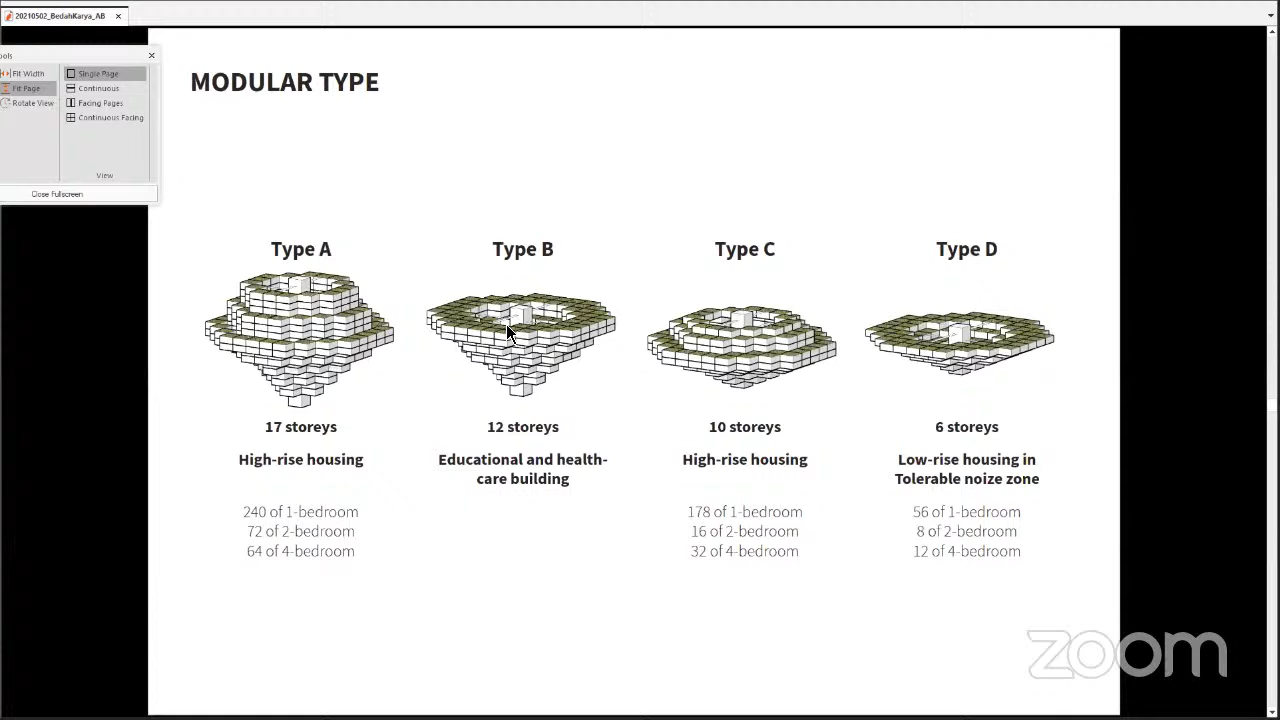 20210502_BedahKarya_AB
ols
Fit Width
Fit Page
Rotate View
Single Page
Continuous
Facing Pages
Continuous Facing
View
Close Fullscreen
MODULAR TYPE
Type A
Type B
Type C
Type D
17 storeys
12 storeys
10 storeys
6 storeys
High-rise housing
Educational and health-
care building
High-rise housing
Low-rise housing in
Tolerable noize zone
240 of 1-bedroom
72 of 2-bedroom
64 of 4-bedroom
178 of 1-bedroom
16 of 2-bedroom
32 of 4-bedroom
56 of 1-bedroom
8 of 2-bedroom
12 of 4-bedroom
zoom